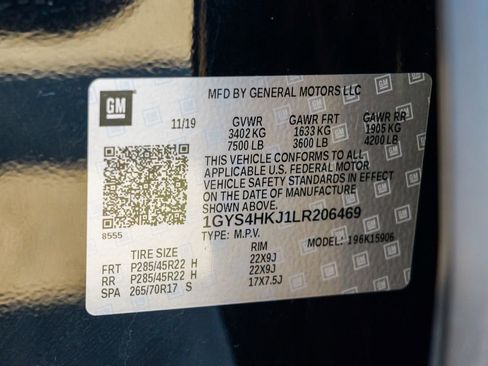 GM
MFD BY GENERAL MOTORS LLC
11/19 GVWR GAWR FRT GAWR RR
3402 KG 1633 KG 1905 KG
7500 LB 3600 LB 4200 LB
THIS VEHICLE CONFORMS TO ALL
APPLICABLE U.S. FEDERAL MOTOR
VEHICLE SAFETY STANDARDS IN EFFECT
ON THE DATE OF MANUFACTURE
SHOWN ABOVE.
1GYS4HKJ1LR206469
8555 TYPE: M.P.V. MODEL: 196K15906
TIRE SIZE RIM
FRT P285/45R22 H 22X9J
RR P285/45R22 H 22X9J
SPA 265/70R17 S 17X7.5J